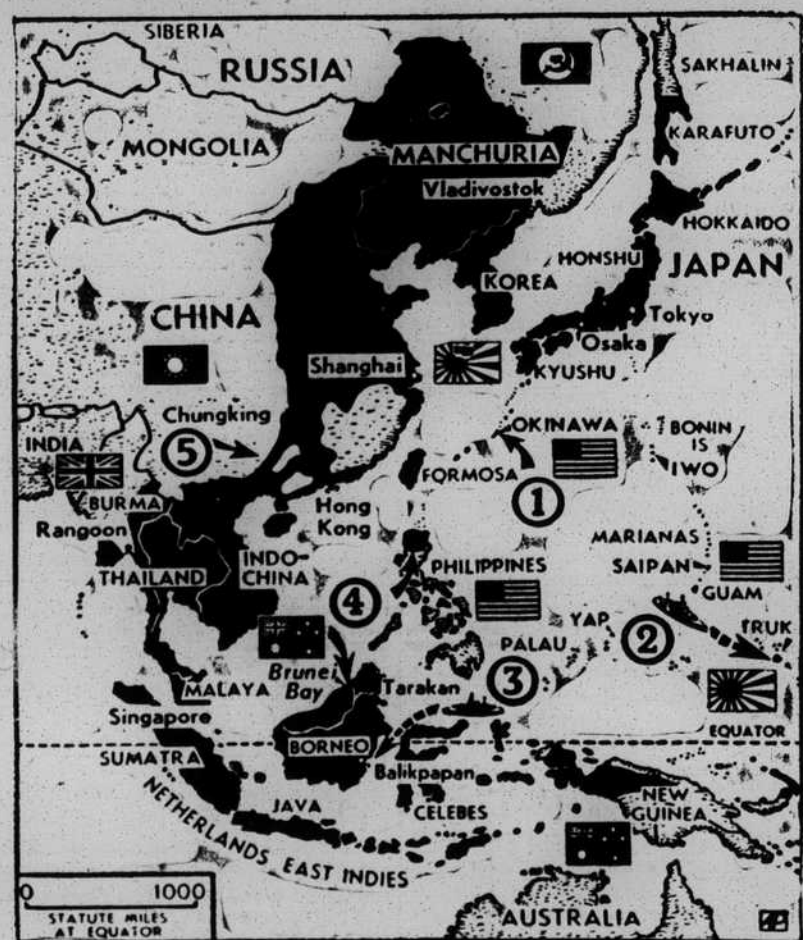 SIBERIA
RUSSIA
SAKHALIN
MONGOLIA
KARAFUTO
MANCHURIA
Vladivostok
HOKKAIDO
HONSHU
JAPAN
KOREA
CHINA
Tokyo
Osaka
Shanghai
KYUSHU
Chungking
OKINAWA
BONIN
IS
INDIA
5
IWO
FORMOSA
1
BURMA
Hong
Kong
Rangoon
MARIANAS
INDO-
CHINA
PHILIPPINES
SAIPAN
THAILAND
GUAM
4
YAP
2
TRUK
PALAU
Brunei
Bay
MALAYA
Tarakan
3
Singapore
EQUATOR
SUMATRA
BORNEO
Balikpapan
JAVA
CELEBES
NEW
GUINEA
NETHERLANDS EAST INDIES
0 1000
STATUTE MILES
AT EQUATOR
AUSTRALIA
AP